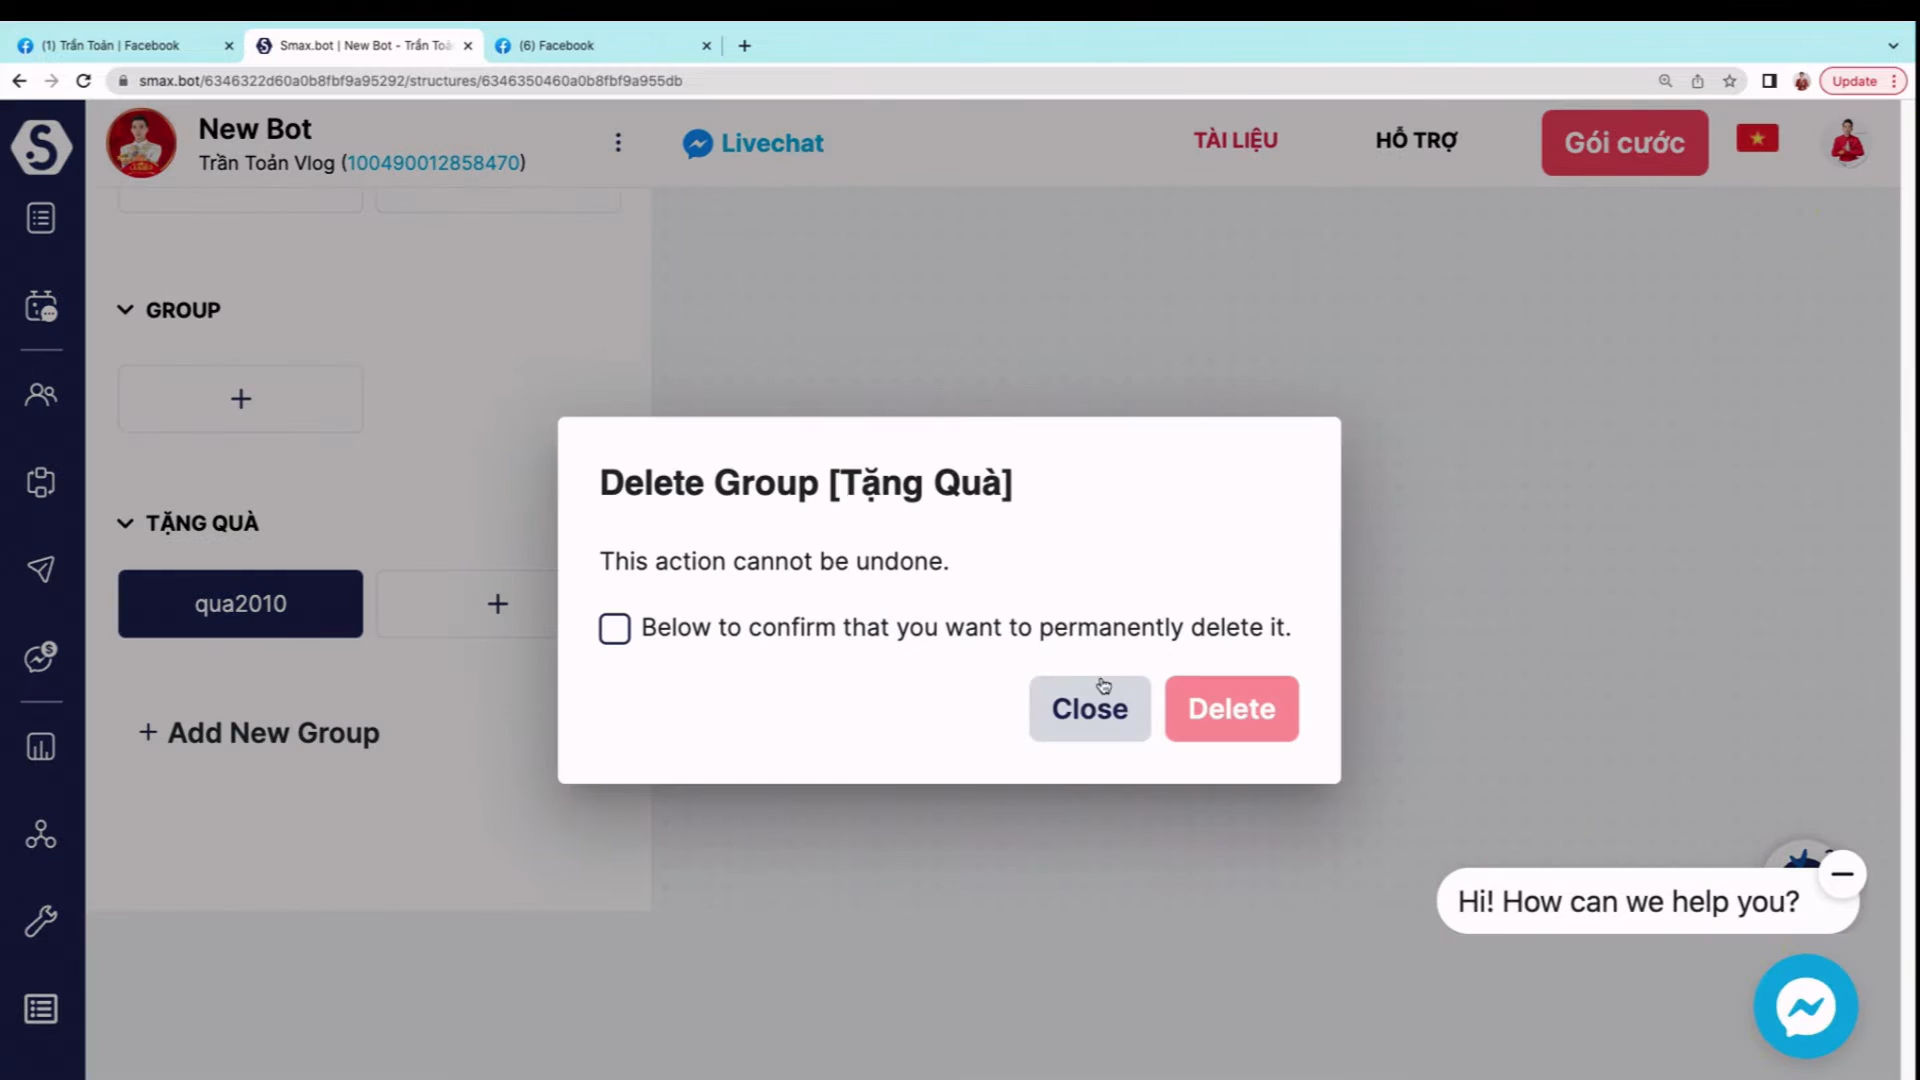 (1) Trần Toản | Facebook
Smax.bot | New Bot - Trần Toả
(6) Facebook
smax.bot/6346322d60a0b8fbf9a95292/structures/6346350460a0b8fbf9a955db
Update
New Bot
Trần Toản Vlog (100490012858470)
Livechat
TÀI LIỆU
HỖ TRỢ
Gói cước
GROUP
+
TẶNG QUÀ
qua2010
+
+ Add New Group
Delete Group [Tặng Quà]
This action cannot be undone.
Below to confirm that you want to permanently delete it.
Close
Delete
Hi! How can we help you?